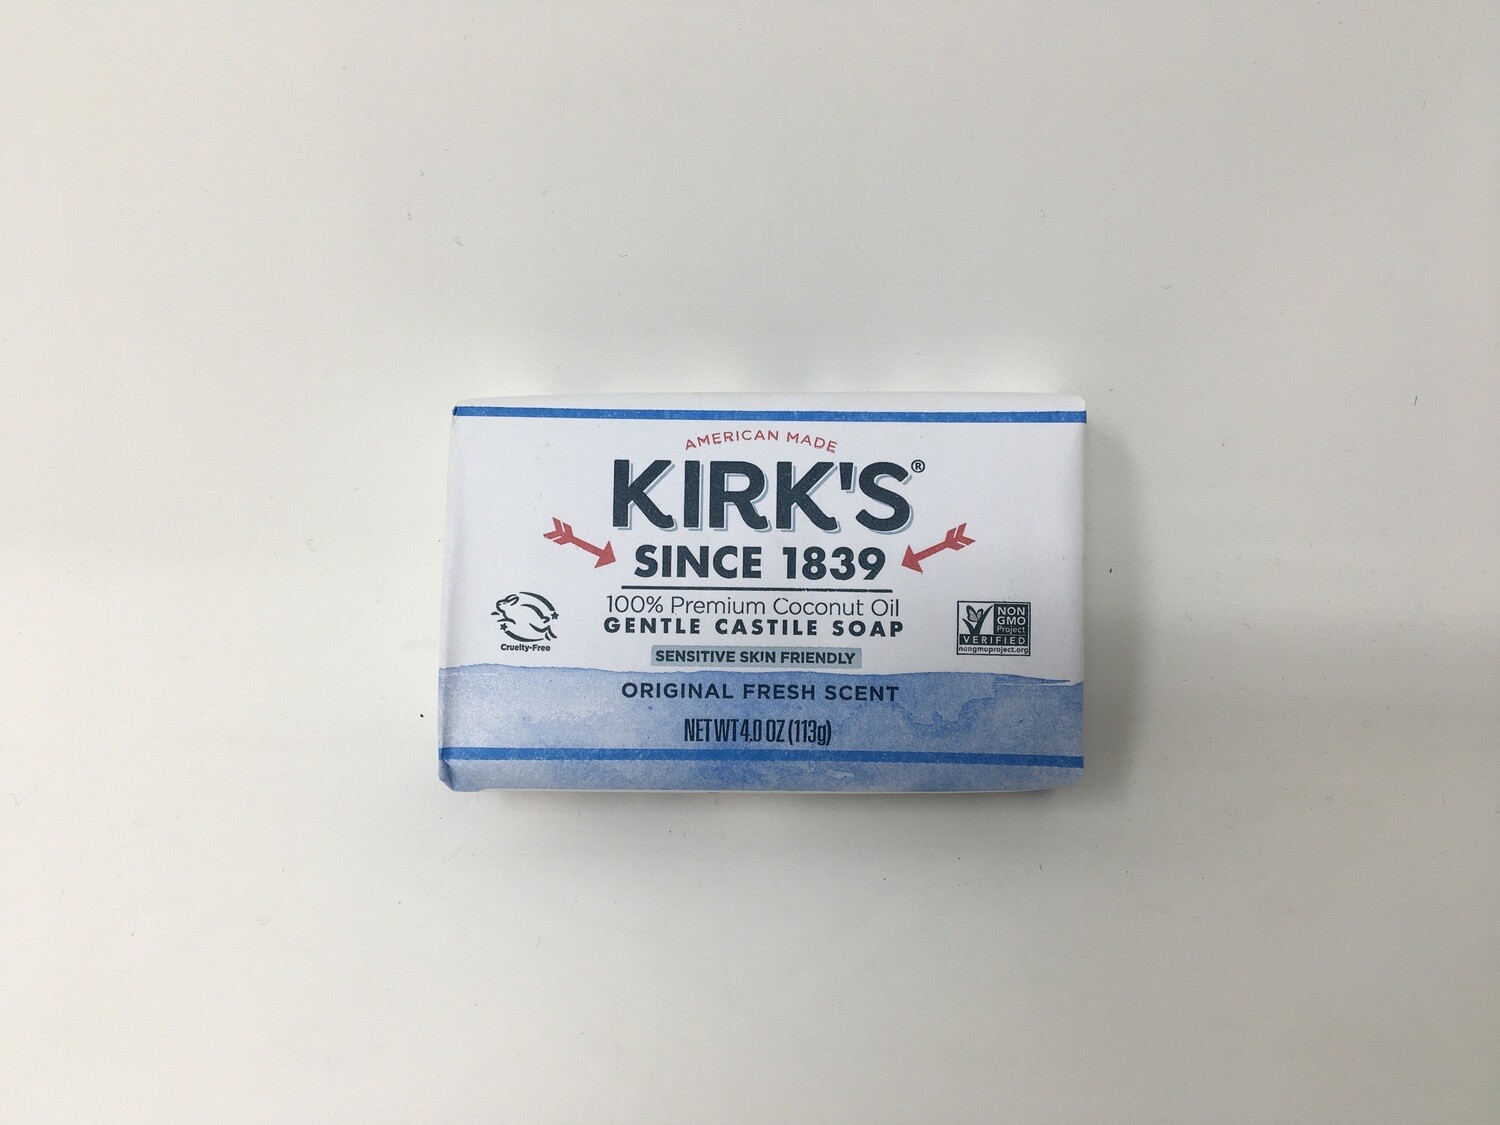 AMERICAN MADE
KIRK'S®
SINCE 1839
100% Premium Coconut Oil
GENTLE CASTILE SOAP
Cruelty-Free
NON
GMO
Project
VERIFIED
nongmoproject.org
SENSITIVE SKIN FRIENDLY
ORIGINAL FRESH SCENT
NET WT 4.0 OZ (113g)